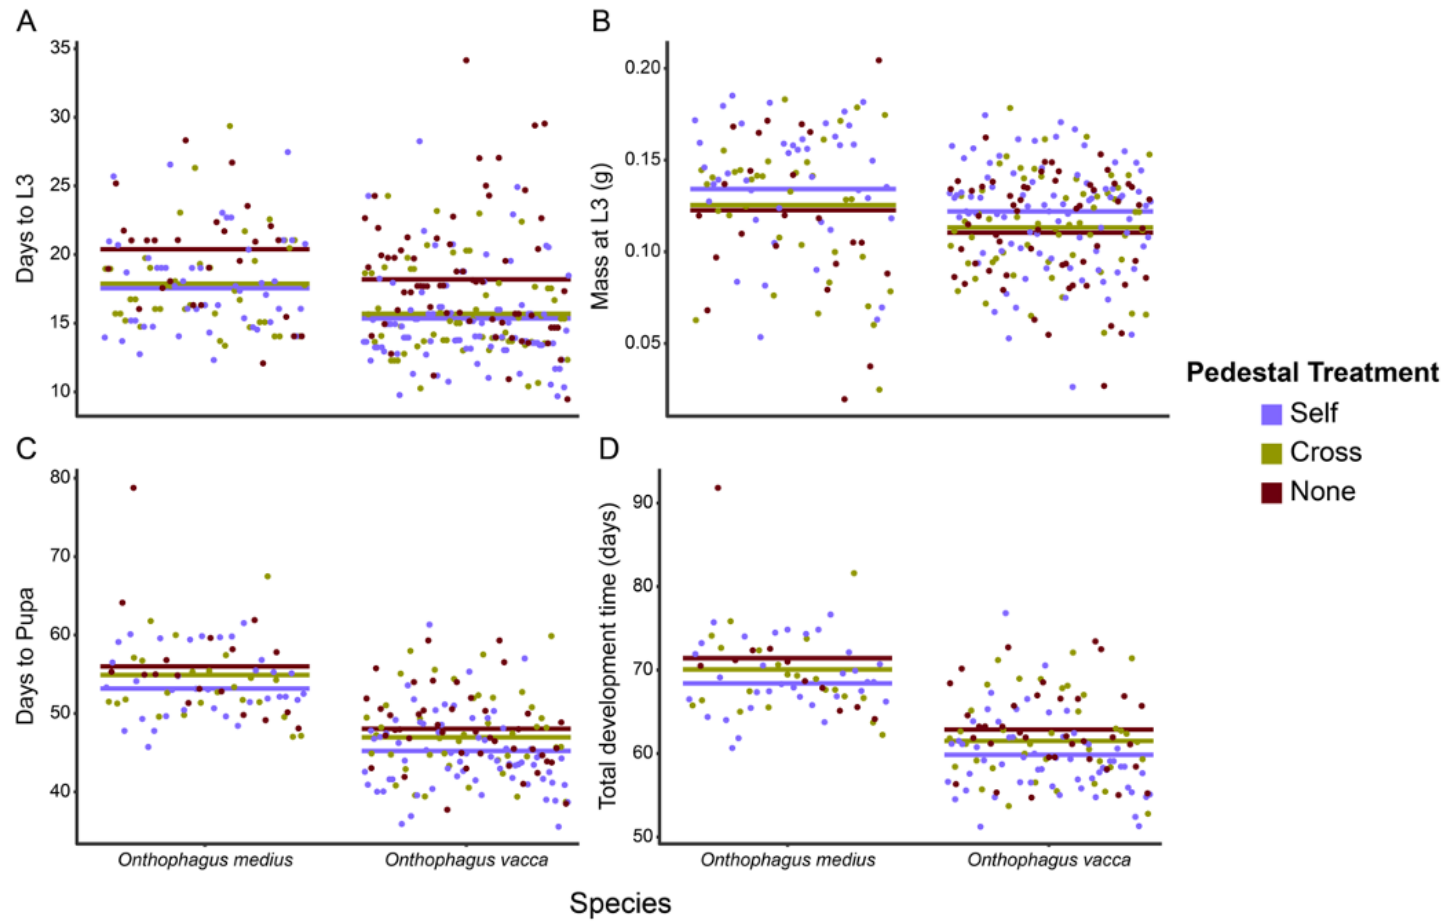 A
35
30
25
20
15
10
Days to L3
B
0.20
0.15
0.10
0.05
Mass at L3 (g)
Pedestal Treatment
Self
Cross
None
C
80
70
60
50
40
Days to Pupa
Onthophagus medius
Onthophagus vacca
D
90
80
70
60
50
Total development time (days)
Onthophagus medius
Onthophagus vacca
Species